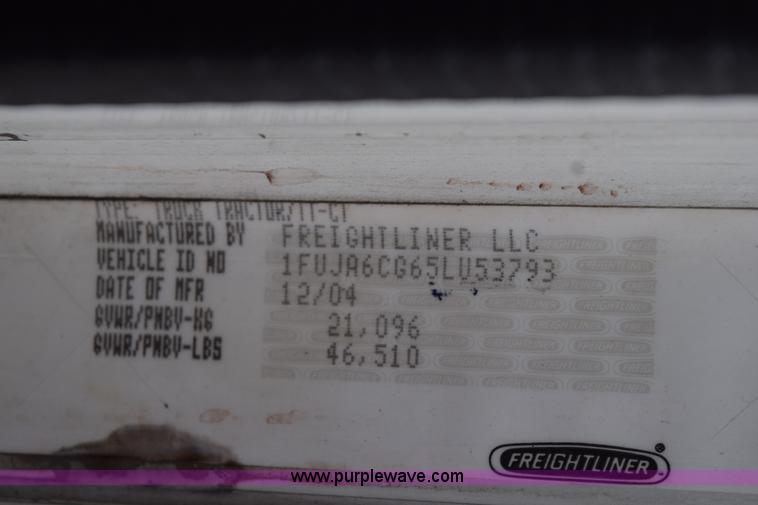 TYPE: TRUCK TRACTOR/TT-CT
MANUFACTURED BY FREIGHTLINER LLC
VEHICLE ID NO 1FUJA6CG65LU53793
DATE OF MFR 12/04
GVWR/PNBV-KG 21,096
GVWR/PNBV-LBS 46,510
FREIGHTLINER
www.purplewave.com